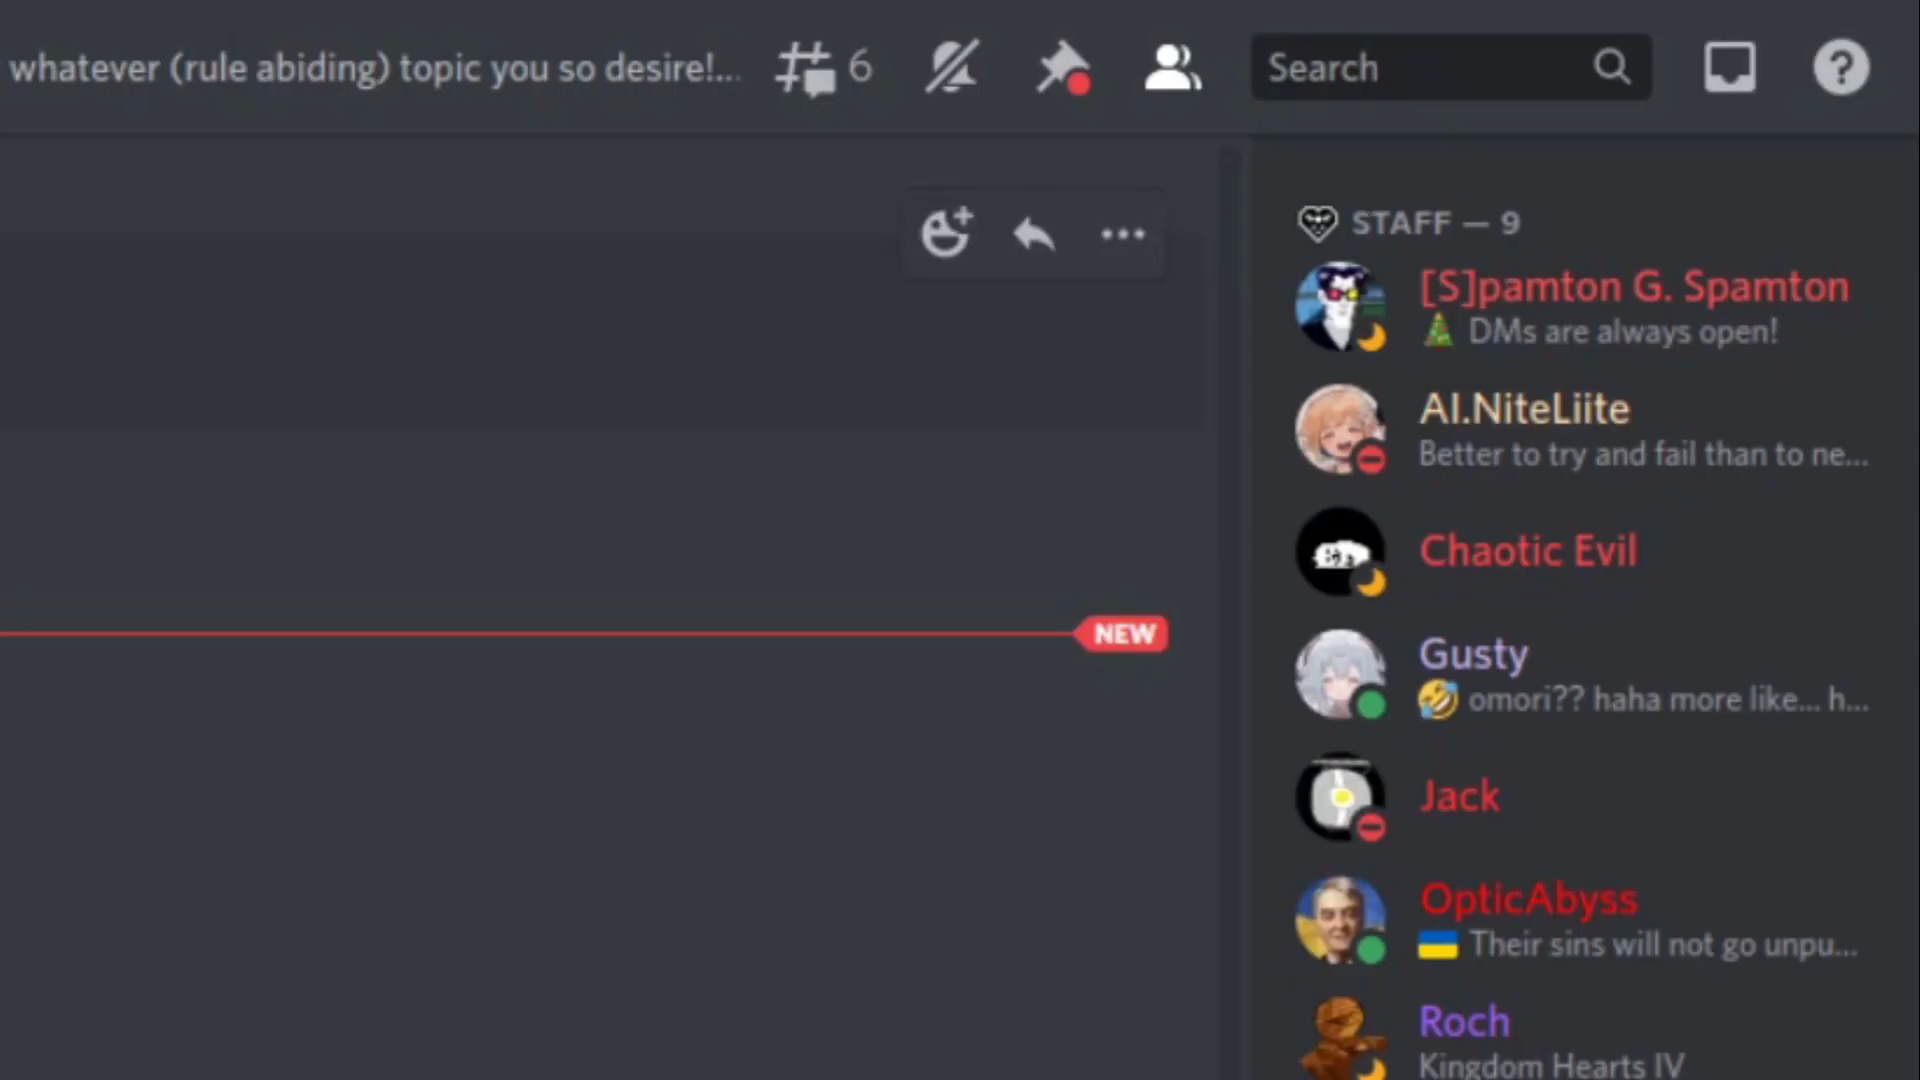 whatever (rule abiding) topic you so desire!...
6
Search
STAFF — 9
[S]pamton G. Spamton
DMs are always open!
AI.NiteLiite
Better to try and fail than to ne...
Chaotic Evil
NEW
Gusty
omori?? haha more like... h...
Jack
OpticAbyss
Their sins will not go unpu...
Roch
Kingdom Hearts IV